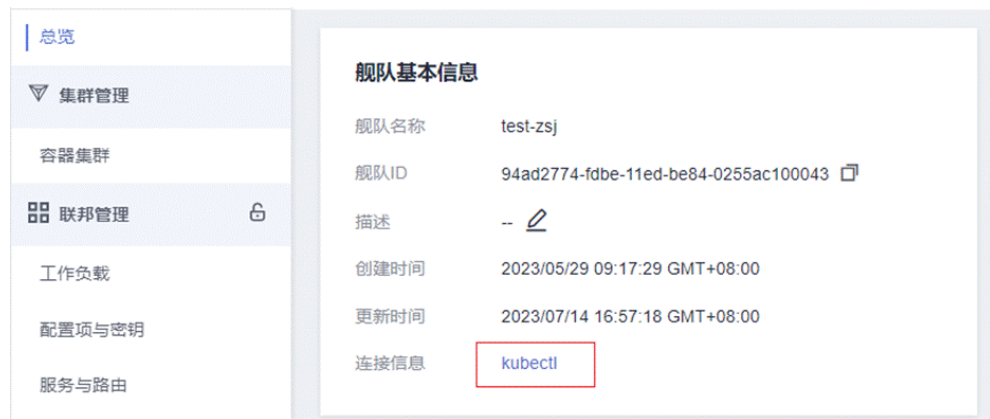 总览
集群管理
容器集群
联邦管理
工作负载
配置项与密钥
服务与路由
舰队基本信息
舰队名称 test-zsj
舰队ID 94ad2774-fdbe-11ed-be84-0255ac100043
描述 --
创建时间 2023/05/29 09:17:29 GMT+08:00
更新时间 2023/07/14 16:57:18 GMT+08:00
连接信息 kubectl